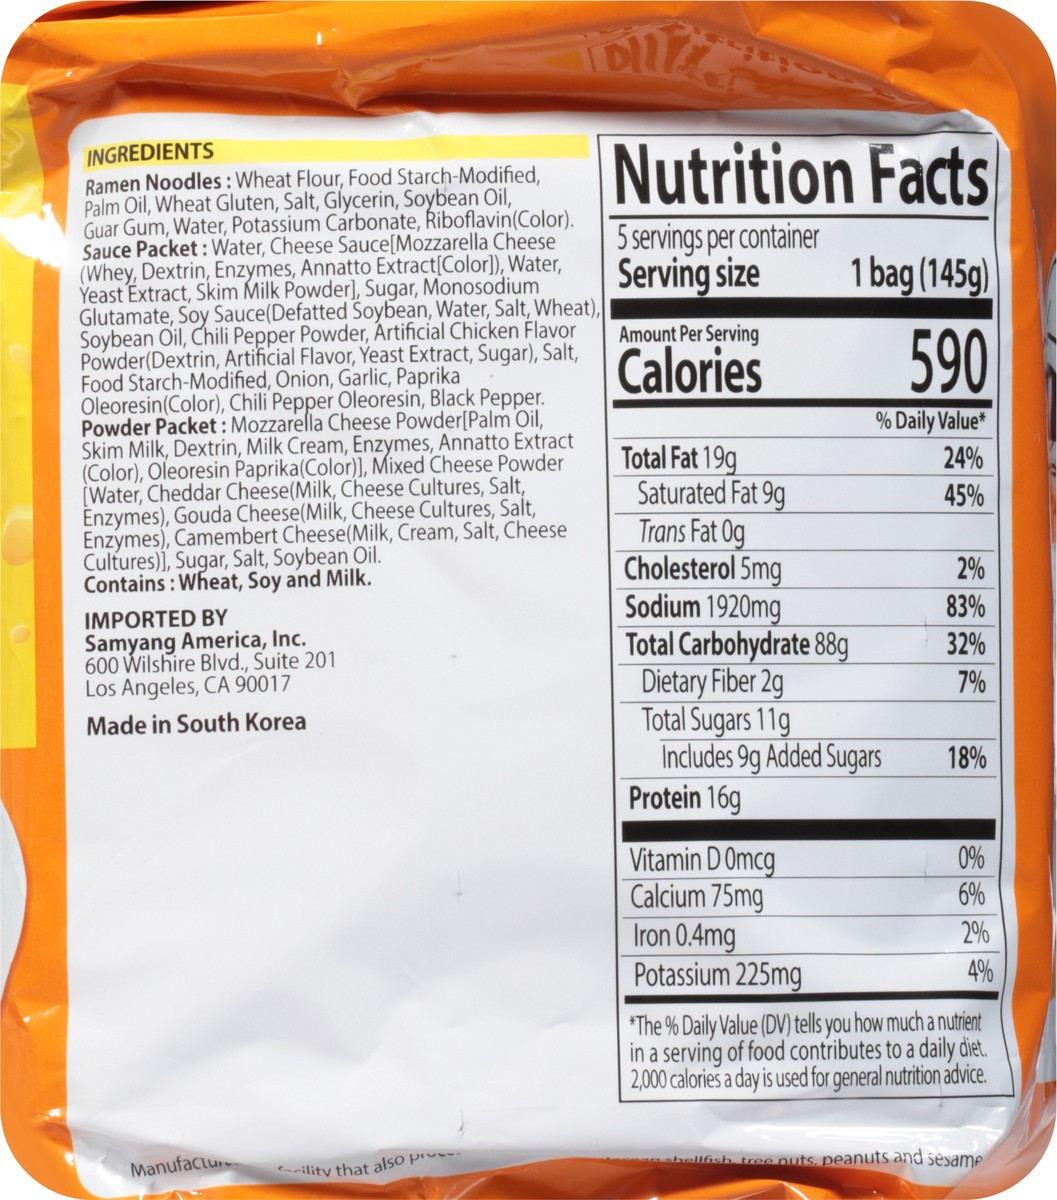 INGREDIENTS
Ramen Noodles : Wheat Flour, Food Starch-Modified,
Palm Oil, Wheat Gluten, Salt, Glycerin, Soybean Oil,
Guar Gum, Water, Potassium Carbonate, Riboflavin(Color).
Sauce Packet : Water, Cheese Sauce[Mozzarella Cheese
(Whey, Dextrin, Enzymes, Annatto Extract[Color]), Water,
Yeast Extract, Skim Milk Powder], Sugar, Monosodium
Glutamate, Soy Sauce(Defatted Soybean, Water, Salt, Wheat),
Soybean Oil, Chili Pepper Powder, Artificial Chicken Flavor
Powder(Dextrin, Artificial Flavor, Yeast Extract, Sugar), Salt,
Food Starch-Modified, Onion, Garlic, Paprika
Oleoresin(Color), Chili Pepper Oleoresin, Black Pepper.
Powder Packet : Mozzarella Cheese Powder[Palm Oil,
Skim Milk, Dextrin, Milk Cream, Enzymes, Annatto Extract
(Color), Oleoresin Paprika(Color)], Mixed Cheese Powder
[Water, Cheddar Cheese(Milk, Cheese Cultures, Salt,
Enzymes), Gouda Cheese(Milk, Cheese Cultures, Salt,
Enzymes), Camembert Cheese(Milk, Cream, Salt, Cheese
Cultures)], Sugar, Salt, Soybean Oil.
Contains : Wheat, Soy and Milk.
IMPORTED BY
Samyang America, Inc.
600 Wilshire Blvd., Suite 201
Los Angeles, CA 90017
Made in South Korea
Nutrition Facts
5 servings per container
Serving size 1 bag (145g)
Amount Per Serving
Calories 590
% Daily Value*
Total Fat 19g 24%
Saturated Fat 9g 45%
Trans Fat 0g
Cholesterol 5mg 2%
Sodium 1920mg 83%
Total Carbohydrate 88g 32%
Dietary Fiber 2g 7%
Total Sugars 11g
Includes 9g Added Sugars 18%
Protein 16g
Vitamin D 0mcg 0%
Calcium 75mg 6%
Iron 0.4mg 2%
Potassium 225mg 4%
*The % Daily Value (DV) tells you how much a nutrient
in a serving of food contributes to a daily diet.
2,000 calories a day is used for general nutrition advice.
that also shellfish, tree nuts, peanuts and sesame